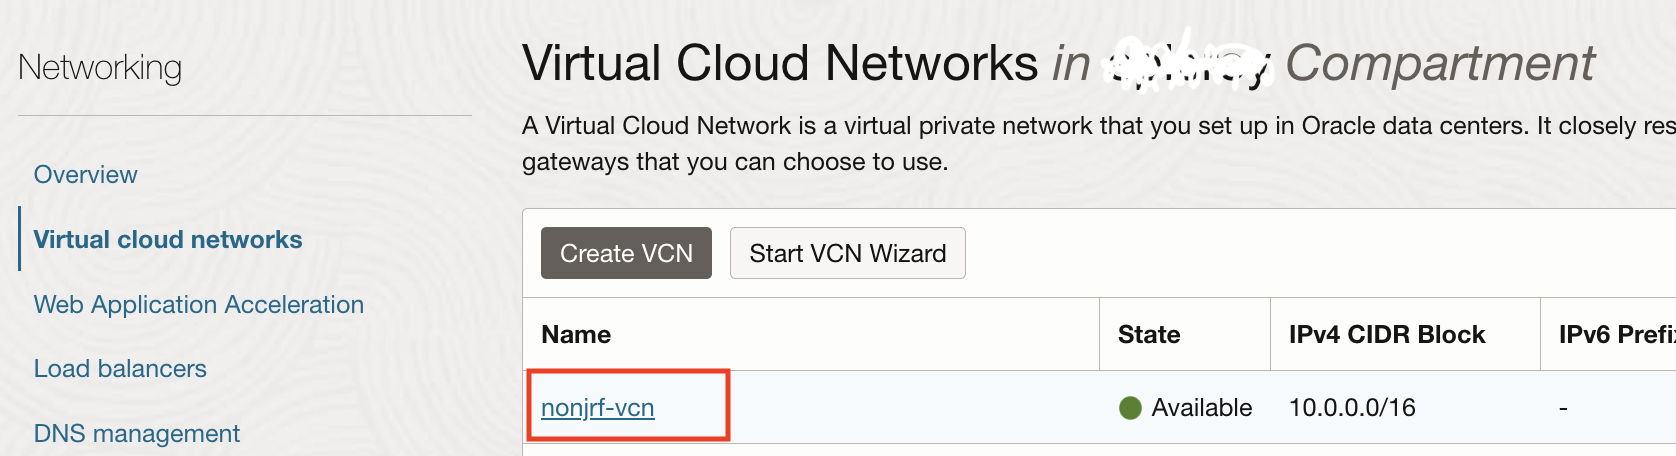 Networking
Overview
Virtual cloud networks
Web Application Acceleration
Load balancers
DNS management
Virtual Cloud Networks in Compartment
A Virtual Cloud Network is a virtual private network that you set up in Oracle data centers. It closely res
gateways that you can choose to use.
Create VCN Start VCN Wizard
Name State IPv4 CIDR Block IPv6 Prefi
nonjrf-vcn Available 10.0.0.0/16 -